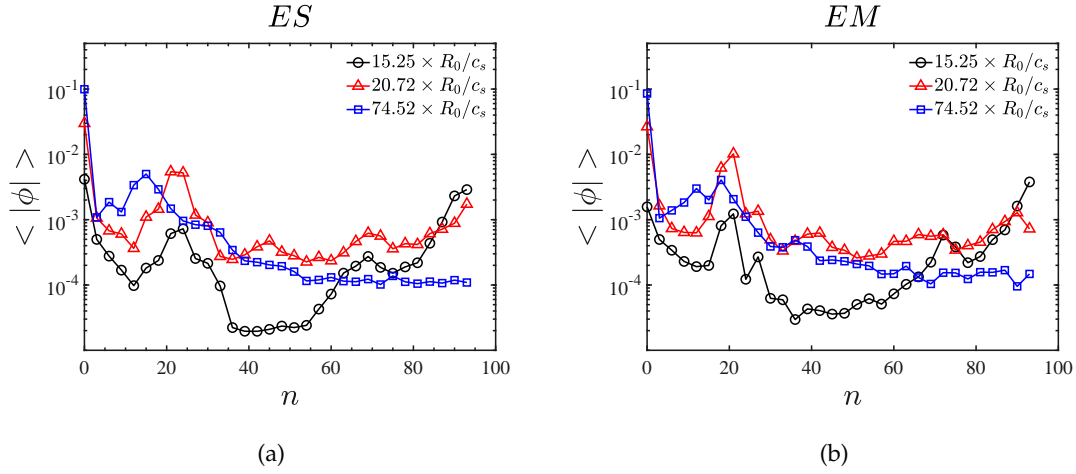 ES
15.25 × R₀/cₛ
20.72 × R₀/cₛ
74.52 × R₀/cₛ
10⁻¹
10⁻²
10⁻³
10⁻⁴
< |ϕ| >
0 20 40 60 80 100
n
(a)
EM
15.25 × R₀/cₛ
20.72 × R₀/cₛ
74.52 × R₀/cₛ
10⁻¹
10⁻²
10⁻³
10⁻⁴
< |ϕ| >
0 20 40 60 80 100
n
(b)